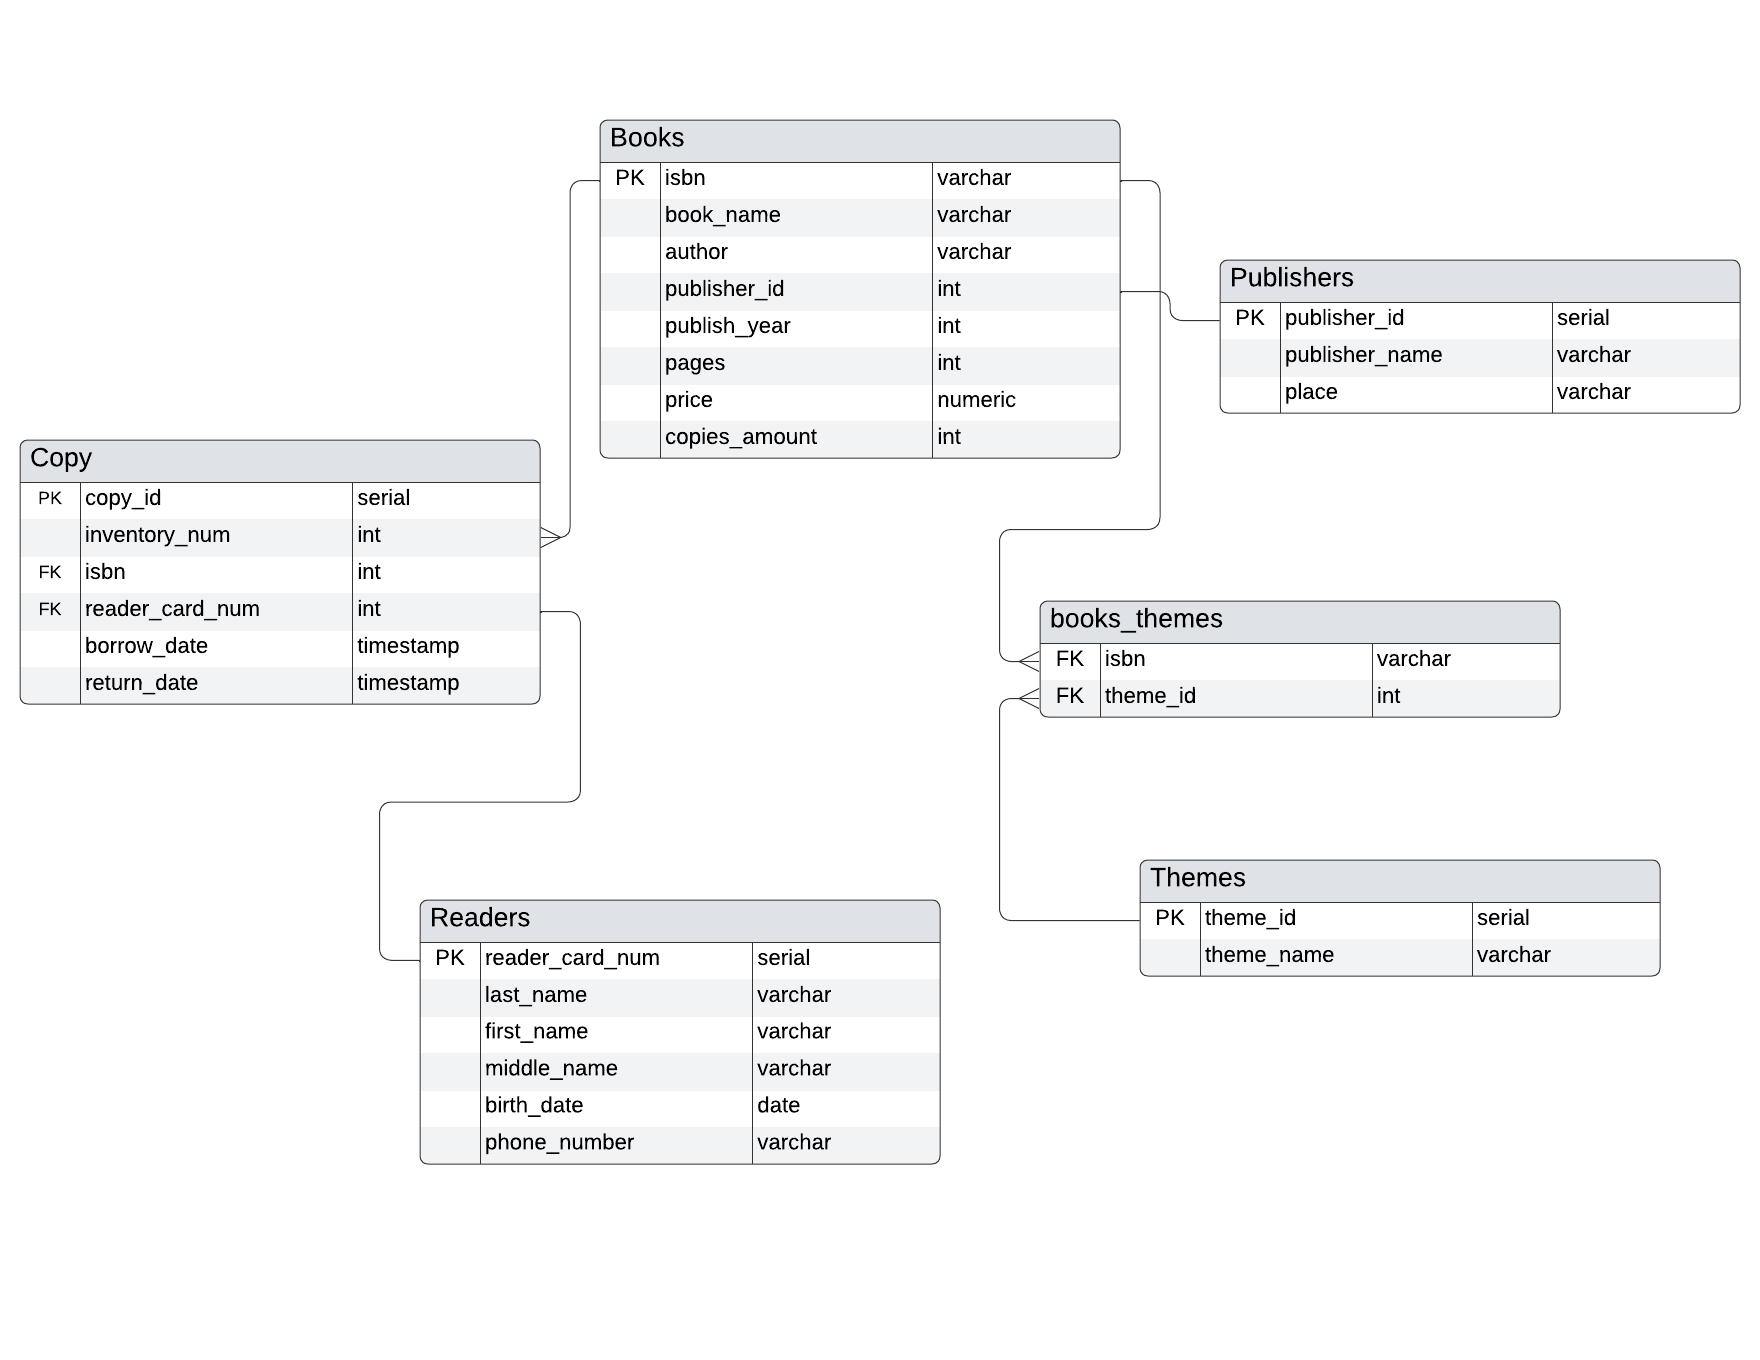 Books
PK isbn varchar
book_name varchar
author varchar
publisher_id int
publish_year int
pages int
price numeric
copies_amount int
Publishers
PK publisher_id serial
publisher_name varchar
place varchar
Copy
PK copy_id serial
inventory_num int
FK isbn int
FK reader_card_num int
borrow_date timestamp
return_date timestamp
books_themes
FK isbn varchar
FK theme_id int
Themes
PK theme_id serial
theme_name varchar
Readers
PK reader_card_num serial
last_name varchar
first_name varchar
middle_name varchar
birth_date date
phone_number varchar